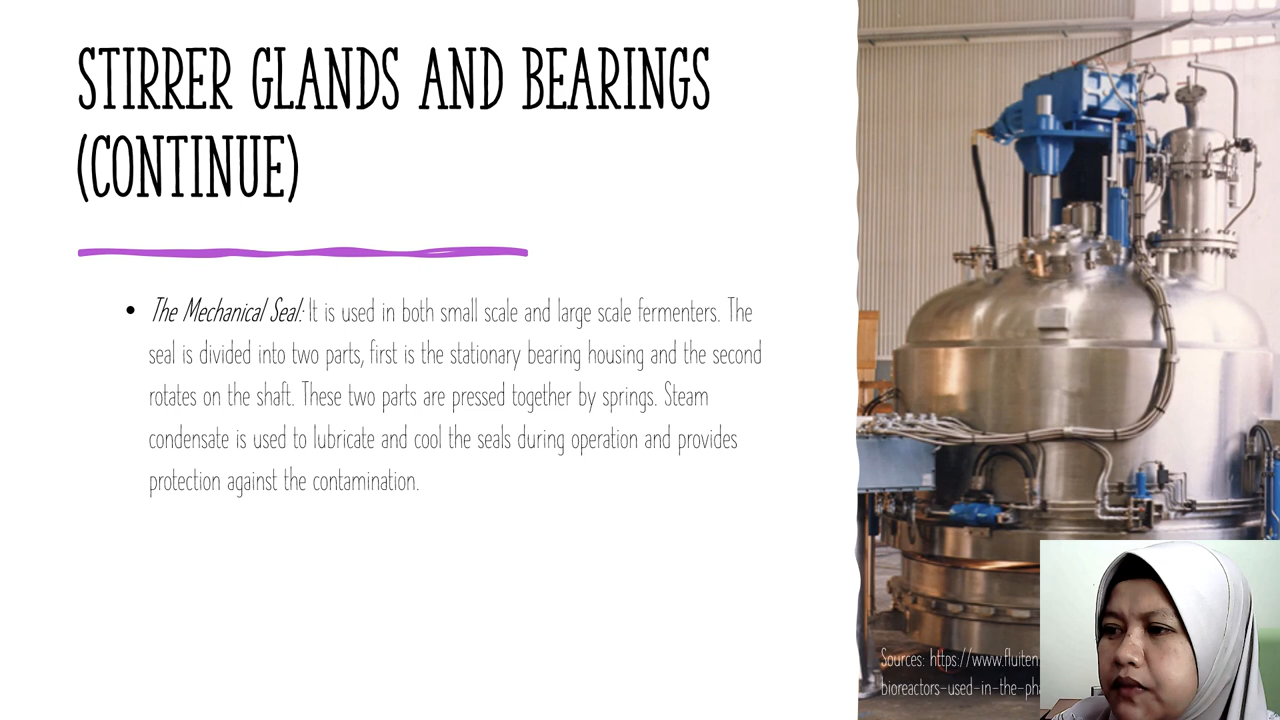 STIRRER GLANDS AND BEARINGS
(CONTINUE)
• The Mechanical Seal: It is used in both small scale and large scale fermenters. The
seal is divided into two parts, first is the stationary bearing housing and the second
rotates on the shaft. These two parts are pressed together by springs. Steam
condensate is used to lubricate and cool the seals during operation and provides
protection against the contamination.
Sources: https://www.fluiten
bioreactors-used-in-the-ph